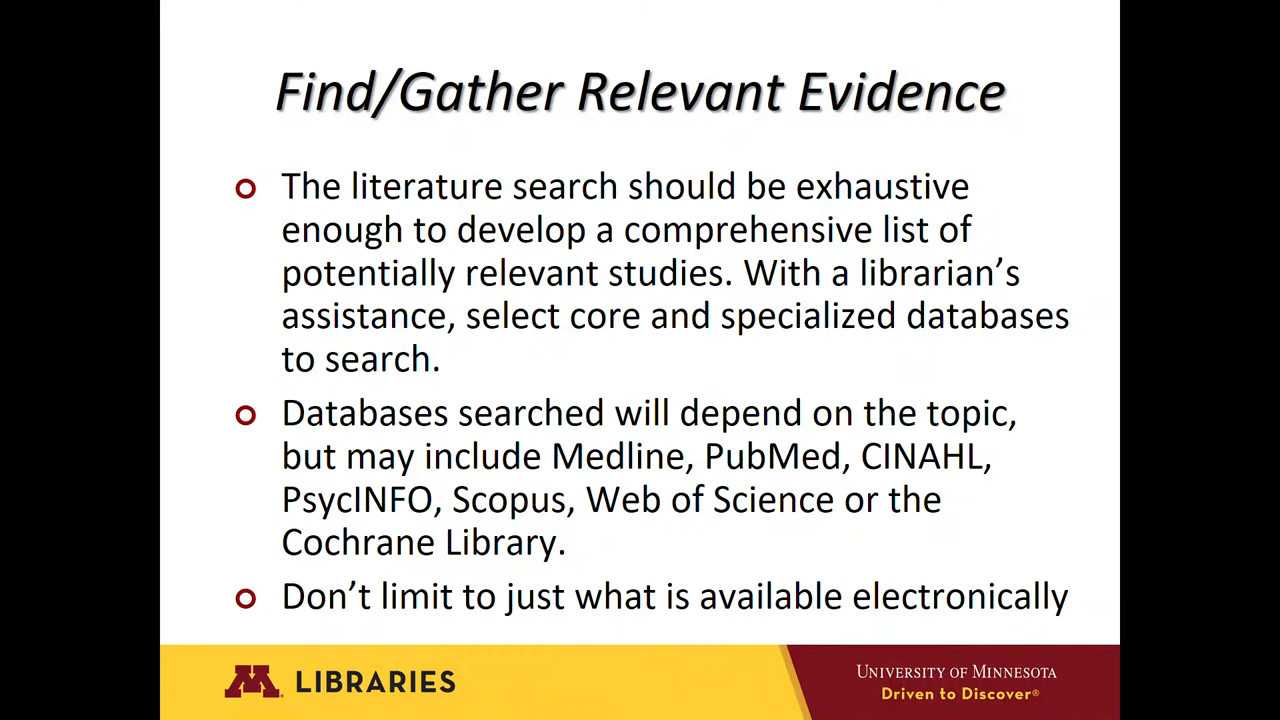 Find/Gather Relevant Evidence
The literature search should be exhaustive
enough to develop a comprehensive list of
potentially relevant studies. With a librarian’s
assistance, select core and specialized databases
to search.
Databases searched will depend on the topic,
but may include Medline, PubMed, CINAHL,
PsycINFO, Scopus, Web of Science or the
Cochrane Library.
Don’t limit to just what is available electronically
M LIBRARIES
UNIVERSITY OF MINNESOTA
Driven to Discover®